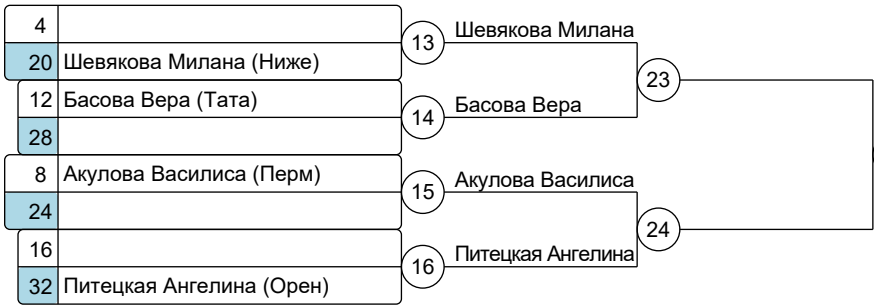 4
13
Шевякова Милана
20 Шевякова Милана (Ниже)
23
12 Басова Вера (Тата)
14
Басова Вера
28
8 Акулова Василиса (Перм)
15
Акулова Василиса
24
24
16
16
Питецкая Ангелина
32 Питецкая Ангелина (Орен)